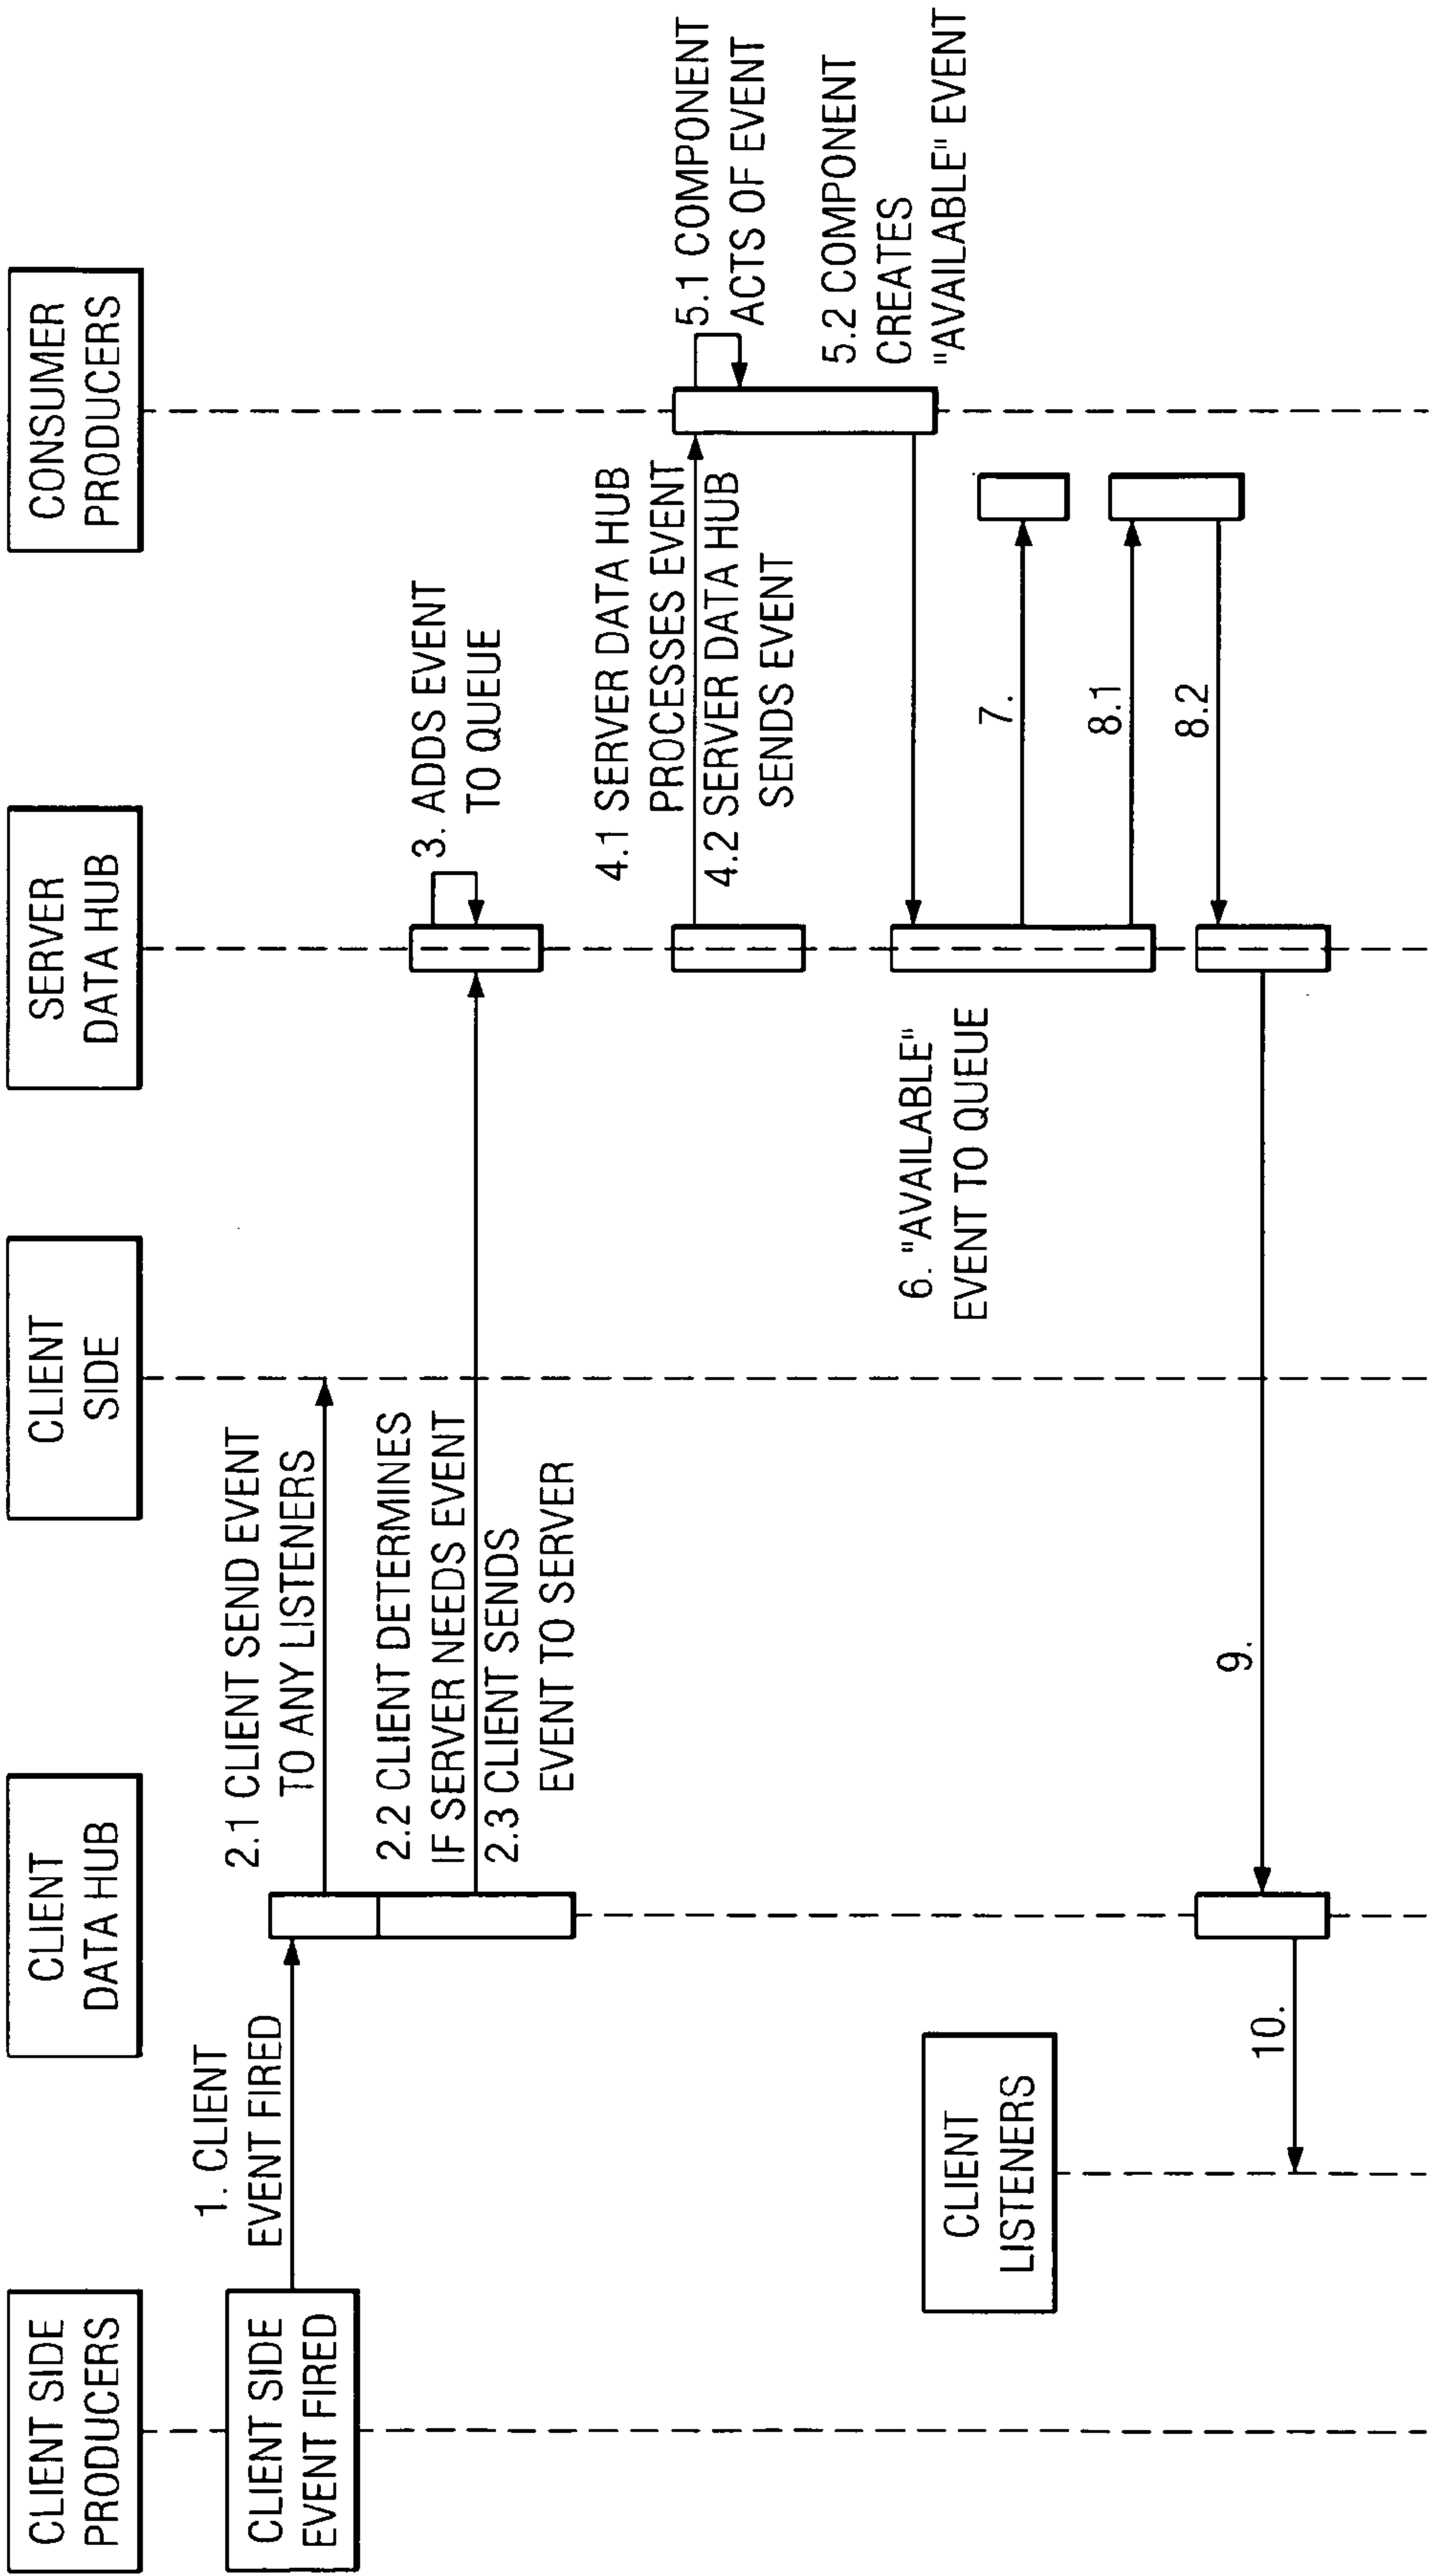 CLIENT SIDE
PRODUCERS
CLIENT
DATA HUB
CLIENT
SIDE
SERVER
DATA HUB
CONSUMER
PRODUCERS
CLIENT SIDE
EVENT FIRED
1. CLIENT
EVENT FIRED
2.1 CLIENT SEND EVENT
TO ANY LISTENERS
2.2 CLIENT DETERMINES
IF SERVER NEEDS EVENT
2.3 CLIENT SENDS
EVENT TO SERVER
3. ADDS EVENT
TO QUEUE
4.1 SERVER DATA HUB
PROCESSES EVENT
4.2 SERVER DATA HUB
SENDS EVENT
5.1 COMPONENT
ACTS OF EVENT
5.2 COMPONENT
CREATES
"AVAILABLE" EVENT
6. "AVAILABLE"
EVENT TO QUEUE
7.
8.1
8.2
CLIENT
LISTENERS
9.
10.